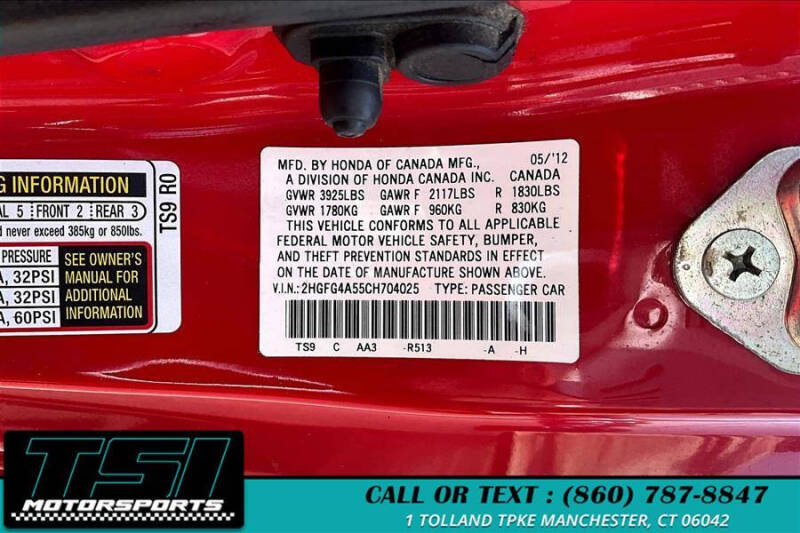 G INFORMATION
AL 5 FRONT 2 REAR 3
d never exceed 385kg or 850lbs.
PRESSURE
A, 32PSI
A, 32PSI
A, 60PSI
SEE OWNER'S
MANUAL FOR
ADDITIONAL
INFORMATION
TS9 R0
MFD. BY HONDA OF CANADA MFG., 05/'12
A DIVISION OF HONDA CANADA INC. CANADA
GVWR 3925LBS GAWR F 2117LBS R 1830LBS
GVWR 1780KG GAWR F 960KG R 830KG
THIS VEHICLE CONFORMS TO ALL APPLICABLE
FEDERAL MOTOR VEHICLE SAFETY, BUMPER,
AND THEFT PREVENTION STANDARDS IN EFFECT
ON THE DATE OF MANUFACTURE SHOWN ABOVE.
V.I.N.: 2HGFG4A55CH704025 TYPE: PASSENGER CAR
TS9 C AA3 -R513 -A -H
TSI
MOTORSPORTS
CALL OR TEXT : (860) 787-8847
1 TOLLAND TPKE MANCHESTER, CT 06042